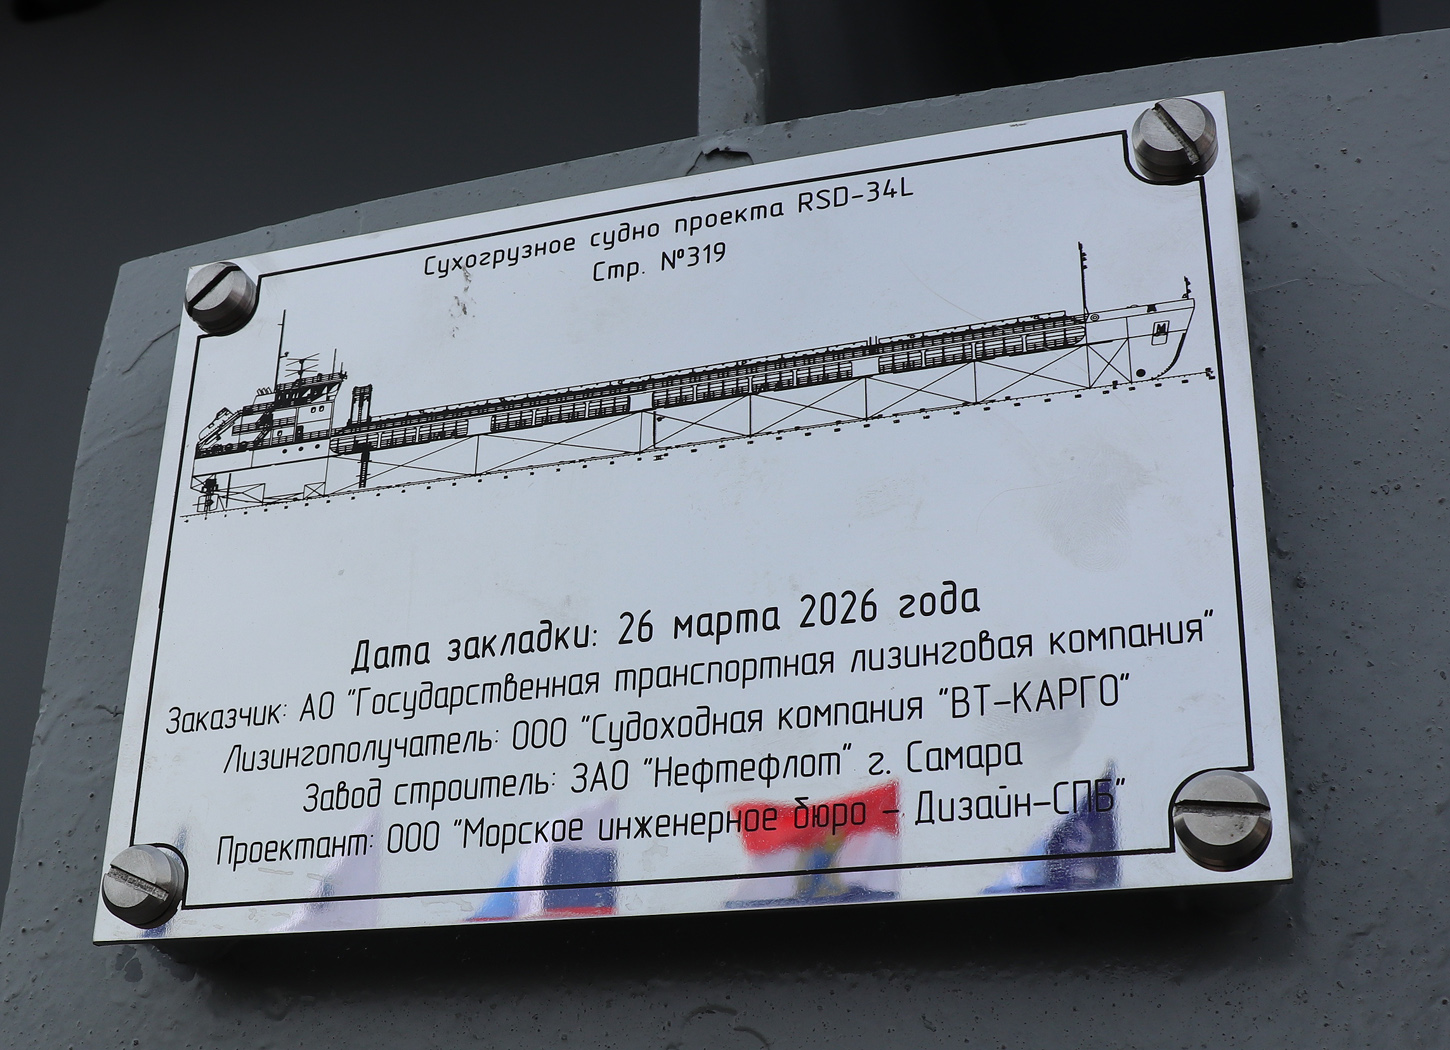 Сухогрузное судно проекта RSD-34L
Стр. №319
Дата закладки: 26 марта 2026 года
Заказчик: АО "Государственная транспортная лизинговая компания"
Лизингополучатель: ООО "Судоходная компания "ВТ-КАРГО"
Завод строитель: ЗАО "Нефтефлот" г. Самара
Проектант: ООО "Морское инженерное бюро - Дизайн-СПБ"